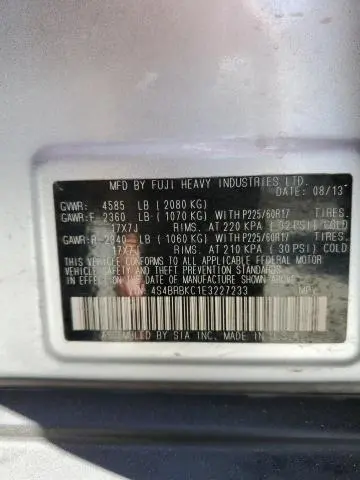 MFD BY FUJI HEAVY INDUSTRIES LTD.
DATE: 08/13
GVWR: 4585 LB (2080 KG)
GAWR:F 2360 LB (1070 KG) WITH P225/60R17 TIRES.
17X7J RIMS. AT 220 KPA (32 PSI) COLD
GAWR:R 2340 LB (1060 KG) WITH P225/60R17 TIRES.
17X7J RIMS. AT 210 KPA (30 PSI) COLD
THIS VEHICLE CONFORMS TO ALL APPLICABLE FEDERAL MOTOR
VEHICLE SAFETY, BUMPER, AND THEFT PREVENTION STANDARDS
IN EFFECT ON THE DATE OF MANUFACTURE SHOWN ABOVE.
4S4BRBKC1E3227233 MPV
ASSEMBLED BY SIA INC. MADE IN U.S.A.